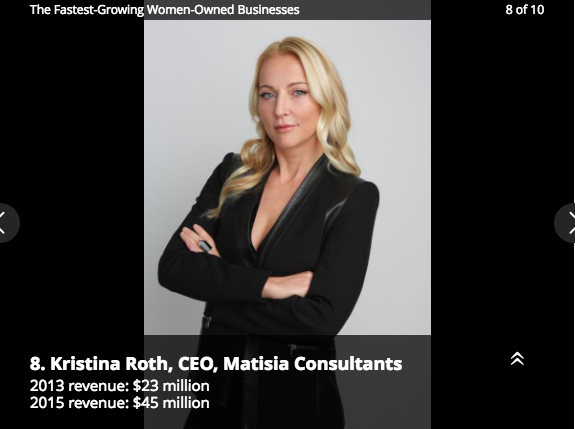 The Fastest-Growing Women-Owned Businesses
8 of 10
8. Kristina Roth, CEO, Matisia Consultants
2013 revenue: $23 million
2015 revenue: $45 million